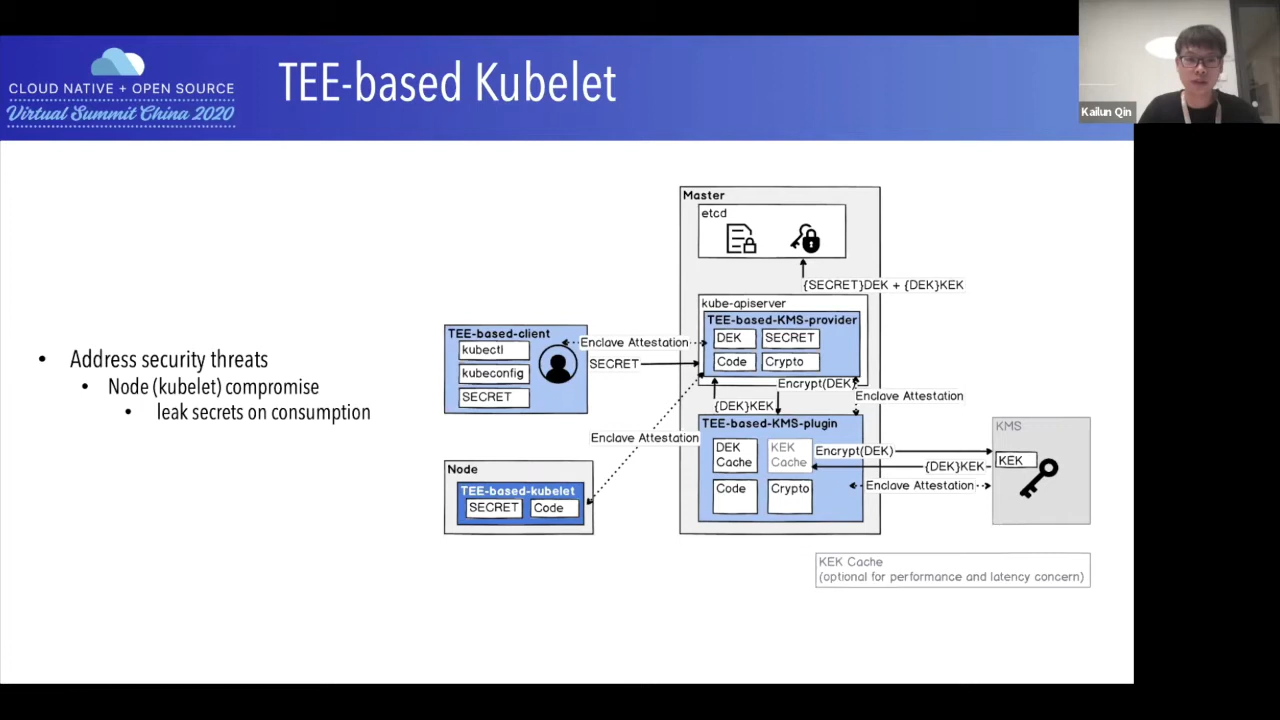 CLOUD NATIVE + OPEN SOURCE
Virtual Summit China 2020
TEE-based Kubelet
Kailun Qin
• Address security threats
• Node (kubelet) compromise
• leak secrets on consumption
Master
etcd
{SECRET}DEK + {DEK}KEK
kube-apiserver
TEE-based-KMS-provider
DEK
SECRET
Code
Crypto
TEE-based-client
kubectl
kubeconfig
SECRET
Enclave Attestation
SECRET
Encrypt(DEK)
{DEK}KEK
Enclave Attestation
Enclave Attestation
TEE-based-KMS-plugin
DEK
Cache
KEK
Cache
Code
Crypto
Encrypt(DEK)
{DEK}KEK
Enclave Attestation
KMS
KEK
Node
TEE-based-kubelet
SECRET
Code
KEK Cache
(optional for performance and latency concern)